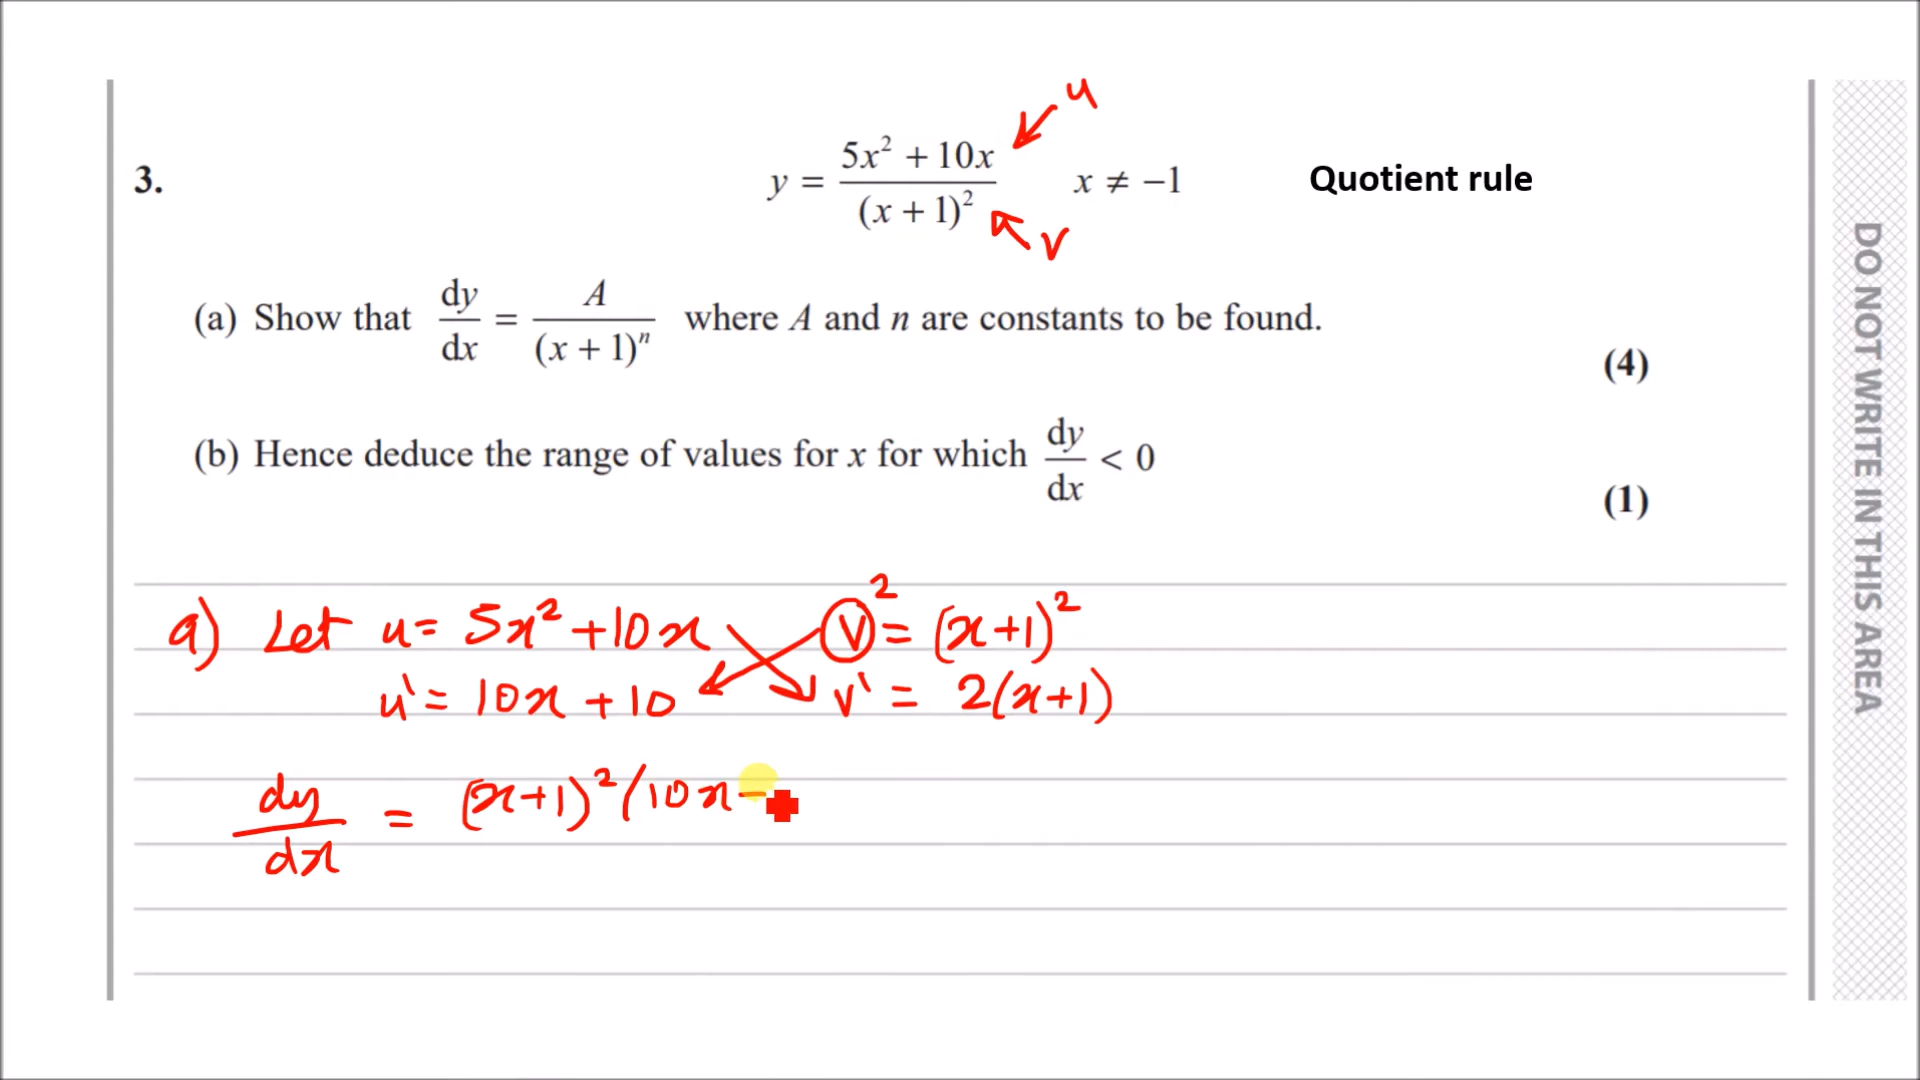 u
3. y = (5x² + 10x)/(x + 1)² x ≠ −1 Quotient rule
v
(a) Show that dy/dx = A/(x + 1)ⁿ where A and n are constants to be found.
(4)
(b) Hence deduce the range of values for x for which dy/dx < 0
(1)
a) Let u = 5x² + 10x v² = (x+1)²
u' = 10x + 10 v' = 2(x+1)
dy/dx = (x+1)²(10x
DO NOT WRITE IN THIS AREA